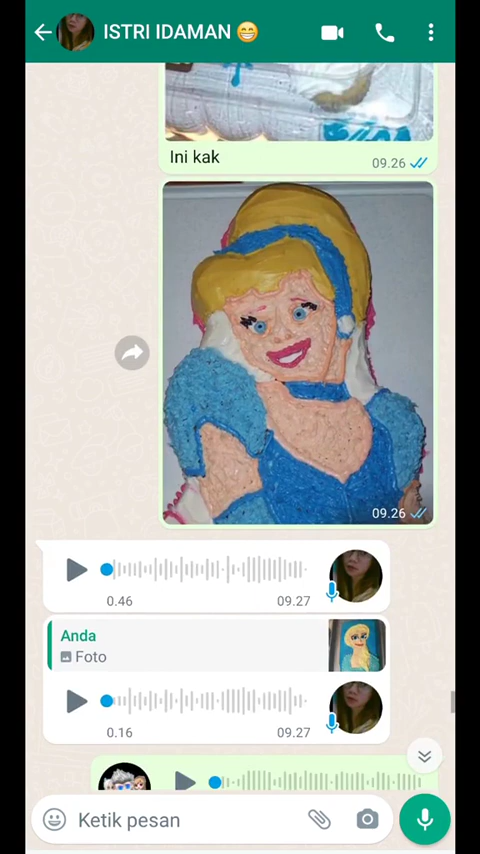 ISTRI IDAMAN 😁
Ini kak
09.26
09.26
0.46
09.27
Anda
Foto
0.16
09.27
Ketik pesan